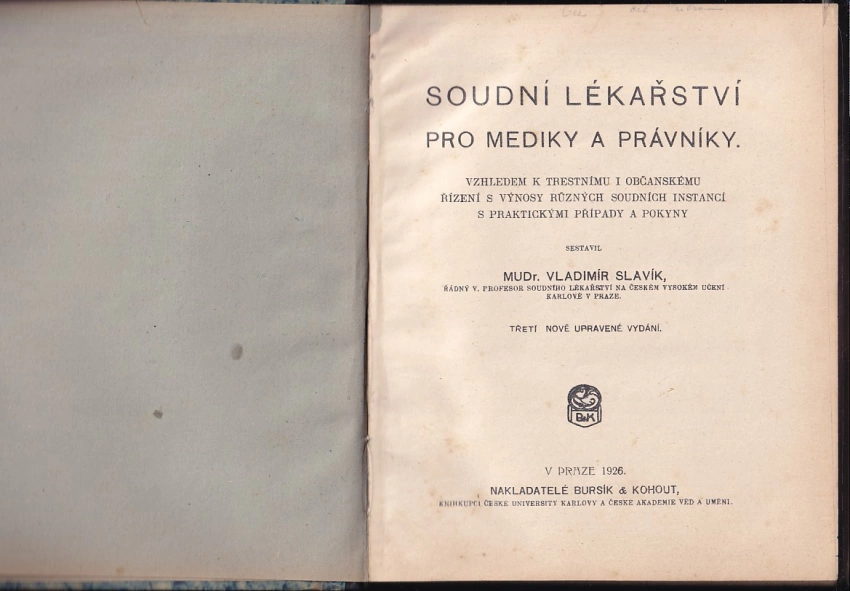 SOUDNÍ LÉKAŘSTVÍ
PRO MEDIKY A PRÁVNÍKY.
VZHLEDEM K TRESTNÍMU I OBČANSKÉMU
ŘÍZENÍ S VÝNOSY RŮZNÝCH SOUDNÍCH INSTANCÍ
S PRAKTICKÝMI PŘÍPADY A POKYNY
SESTAVIL
MUDr. VLADIMÍR SLAVÍK,
ŘÁDNÝ V. PROFESOR SOUDNÍHO LÉKAŘSTVÍ NA ČESKÉM VYSOKÉM UČENÍ
KARLOVĚ V PRAZE.
TŘETÍ NOVĚ UPRAVENÉ VYDÁNÍ.
B&K
V PRAZE 1926.
NAKLADATELÉ BURSÍK & KOHOUT,
KNIHKUPCI ČESKÉ UNIVERSITY KARLOVY A ČESKÉ AKADEMIE VĚD A UMĚNÍ.